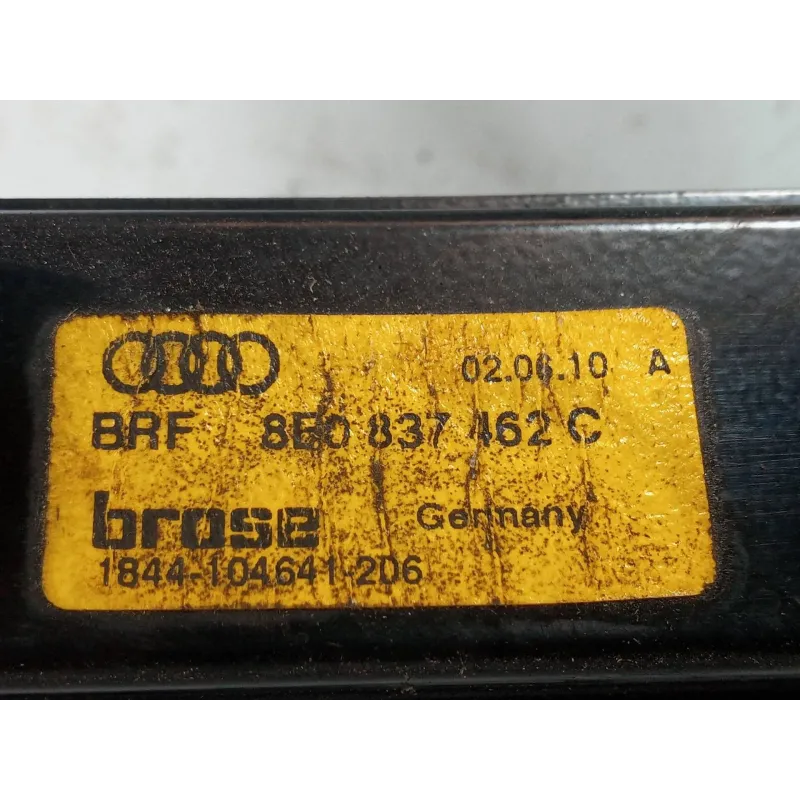 02.06.10 A
BRF 8E0 837 462 C
brose Germany
1844-104641-206